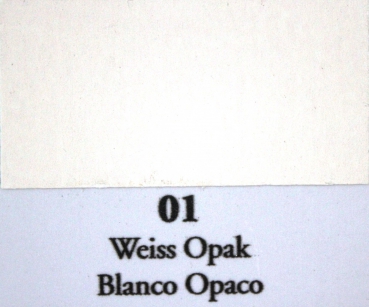 01
Weiss Opak
Blanco Opaco